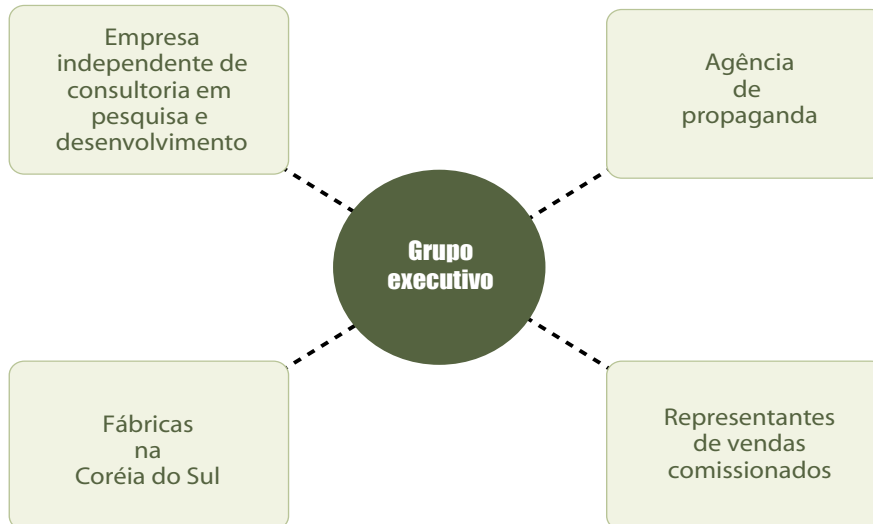 Empresa
independente de
consultoria em
pesquisa e
desenvolvimento
Agência
de
propaganda
Grupo
executivo
Fábricas
na
Coréia do Sul
Representantes
de vendas
comissionados